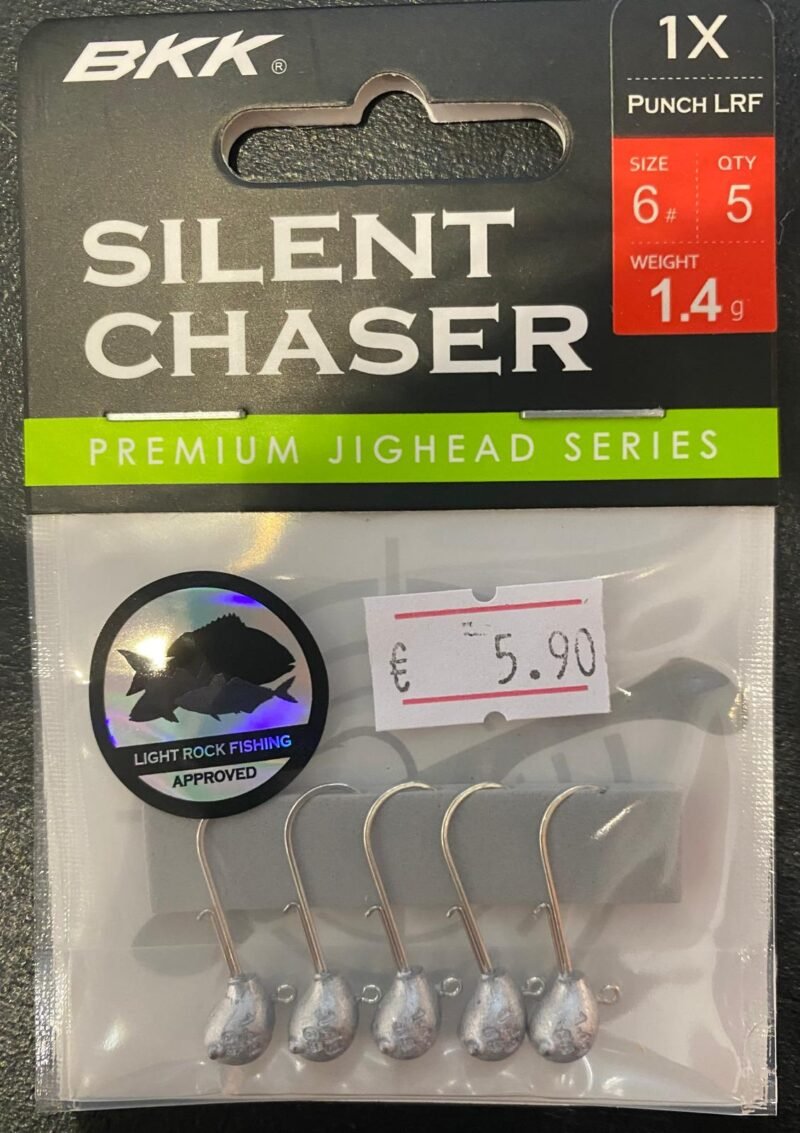 BKK®
1X
PUNCH LRF
SIZE QTY
6# 5
WEIGHT
1.4 g
SILENT
CHASER
PREMIUM JIGHEAD SERIES
€ 5.90
LIGHT ROCK FISHING
APPROVED